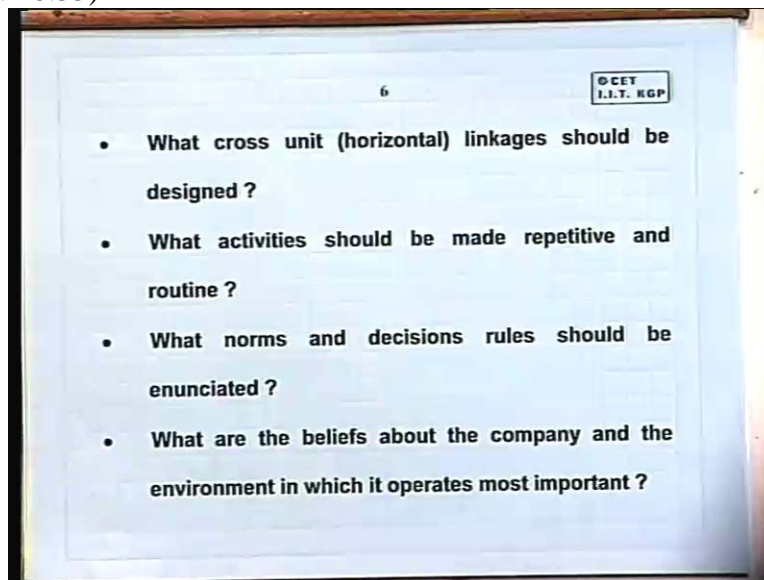 6
© CET
I.I.T. KGP
• What cross unit (horizontal) linkages should be
designed ?
• What activities should be made repetitive and
routine ?
• What norms and decisions rules should be
enunciated ?
• What are the beliefs about the company and the
environment in which it operates most important ?